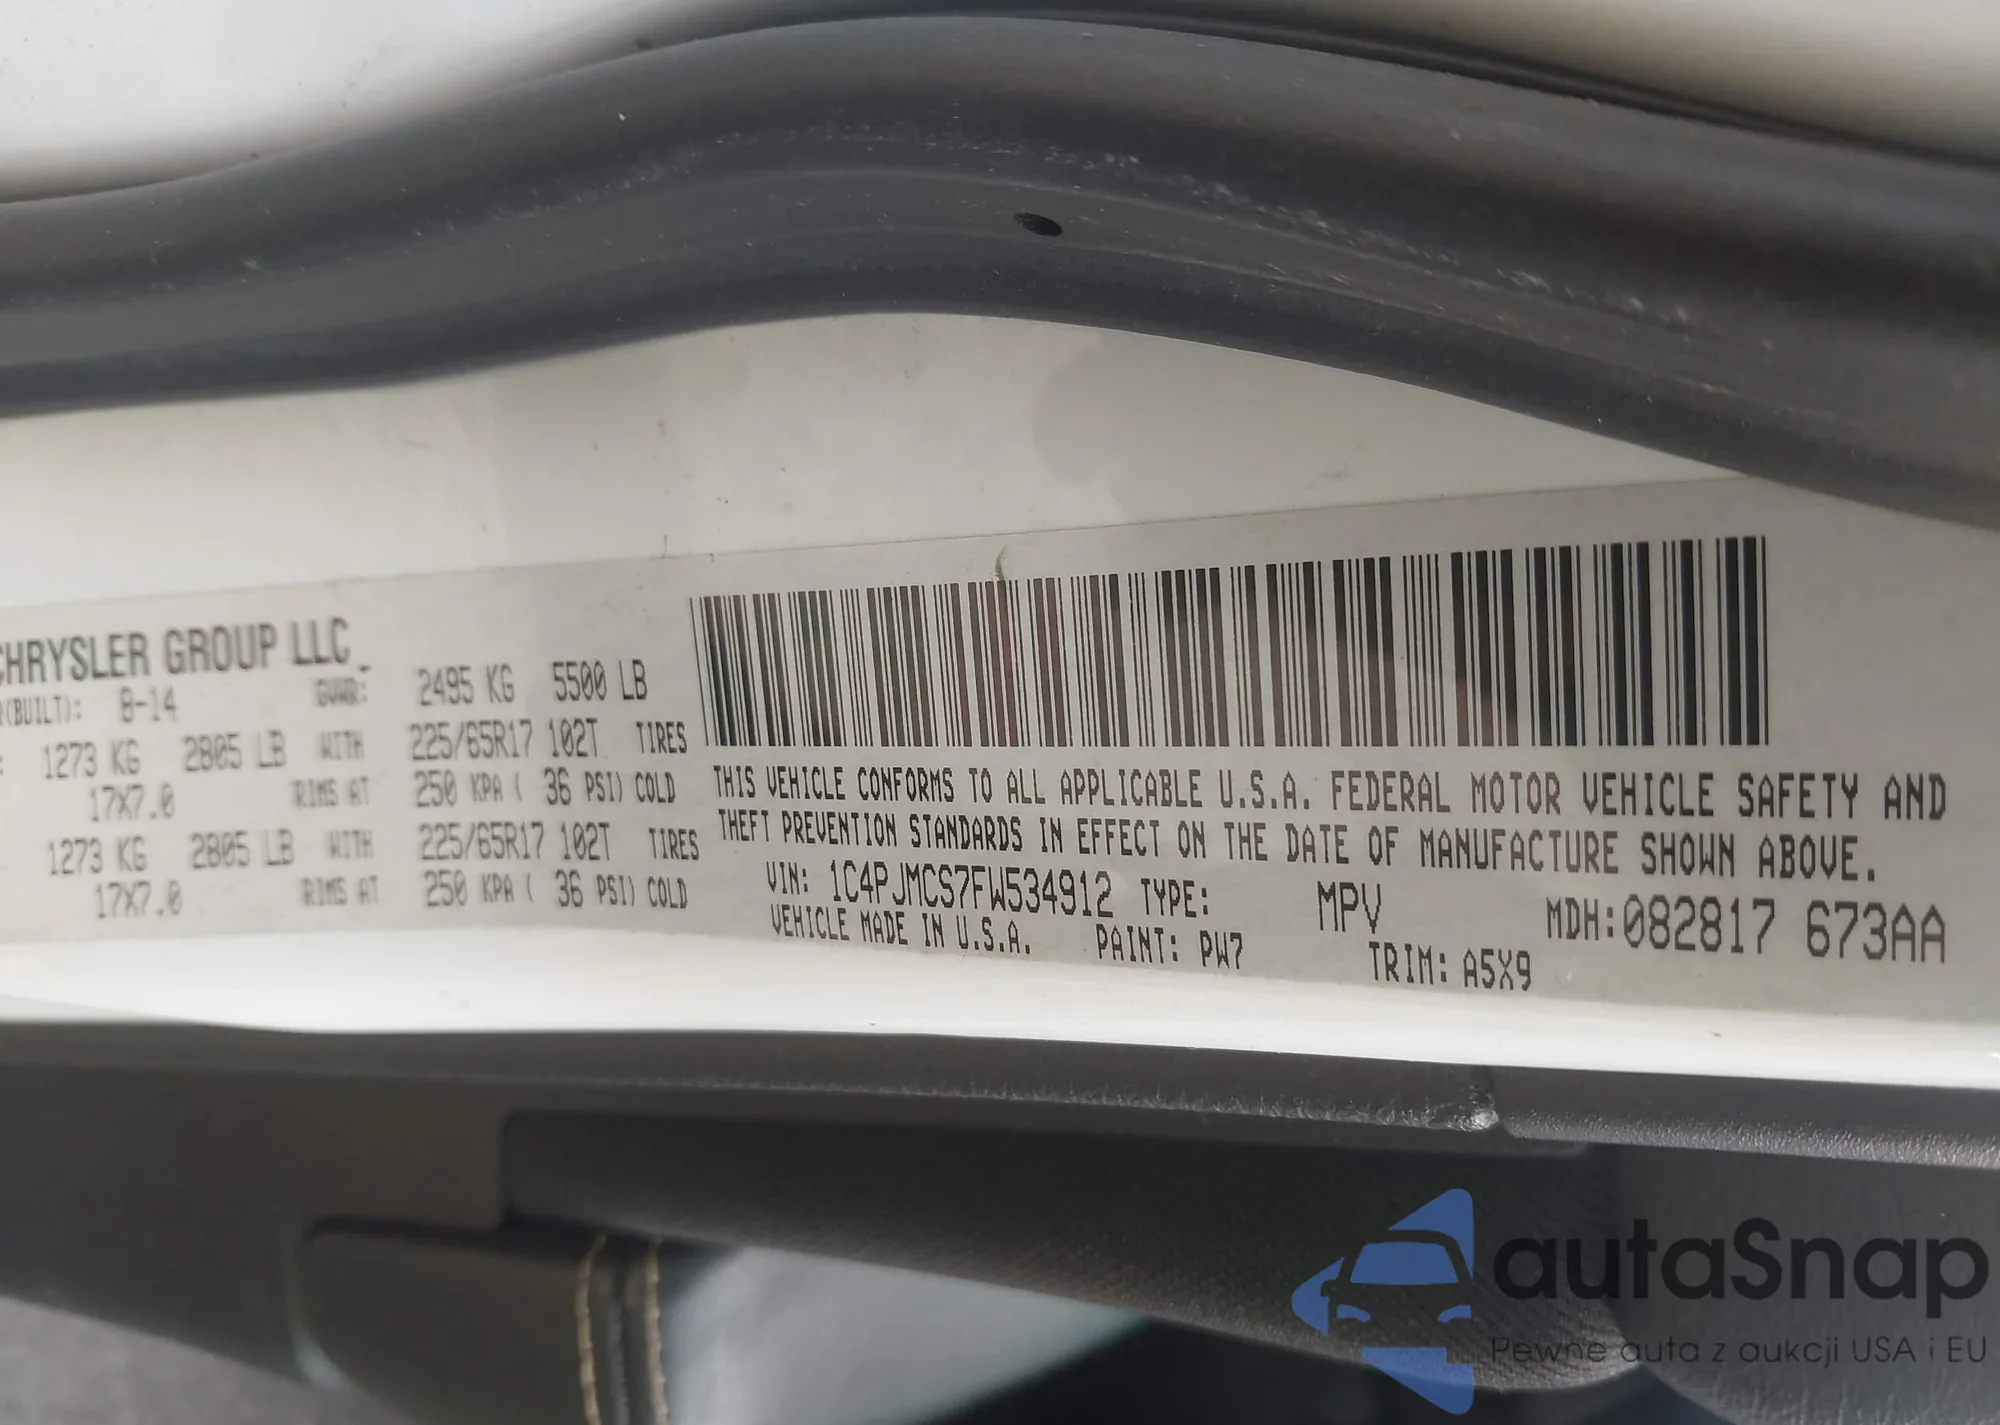 CHRYSLER GROUP LLC
R(BUILT): 8-14 GVWR: 2495 KG 5500 LB
: 1273 KG 2805 LB WITH 225/65R17 102T TIRES
17X7.0 RIMS AT 250 KPA ( 36 PSI) COLD
1273 KG 2805 LB WITH 225/65R17 102T TIRES
17X7.0 RIMS AT 250 KPA ( 36 PSI) COLD
THIS VEHICLE CONFORMS TO ALL APPLICABLE U.S.A. FEDERAL MOTOR VEHICLE SAFETY AND
THEFT PREVENTION STANDARDS IN EFFECT ON THE DATE OF MANUFACTURE SHOWN ABOVE.
VIN: 1C4PJMCS7FW534912 TYPE: MPV MDH:082817 673AA
VEHICLE MADE IN U.S.A. PAINT: PW7 TRIM: A5X9
autaSnap
Pewne auta z aukcji USA i EU